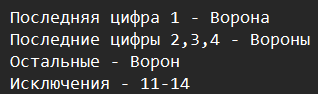 Последняя цифра 1 - Ворона
Последние цифры 2,3,4 - Вороны
Остальные - Ворон
Исключения - 11-14